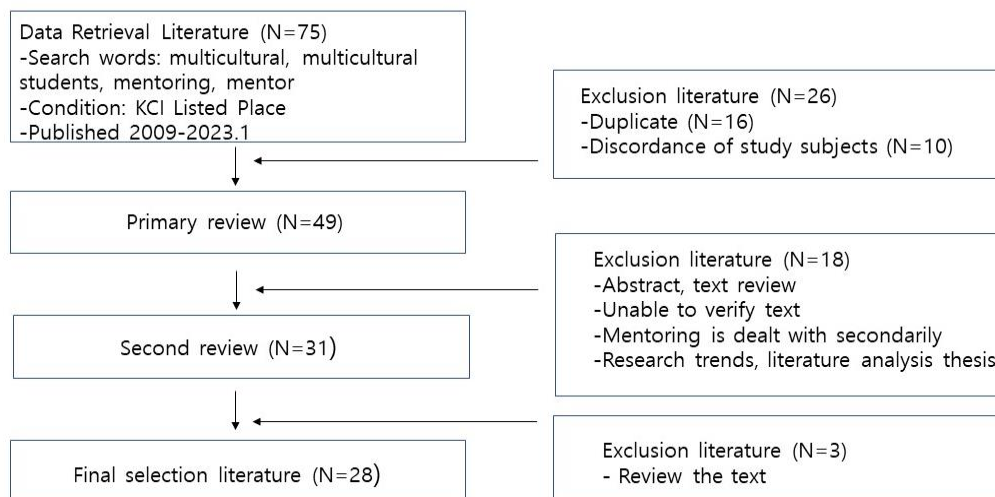 Data Retrieval Literature (N=75)
-Search words: multicultural, multicultural
students, mentoring, mentor
-Condition: KCI Listed Place
-Published 2009-2023.1
Exclusion literature (N=26)
-Duplicate (N=16)
-Discordance of study subjects (N=10)
Primary review (N=49)
Exclusion literature (N=18)
-Abstract, text review
-Unable to verify text
-Mentoring is dealt with secondarily
-Research trends, literature analysis thesis
Second review (N=31)
Exclusion literature (N=3)
- Review the text
Final selection literature (N=28)